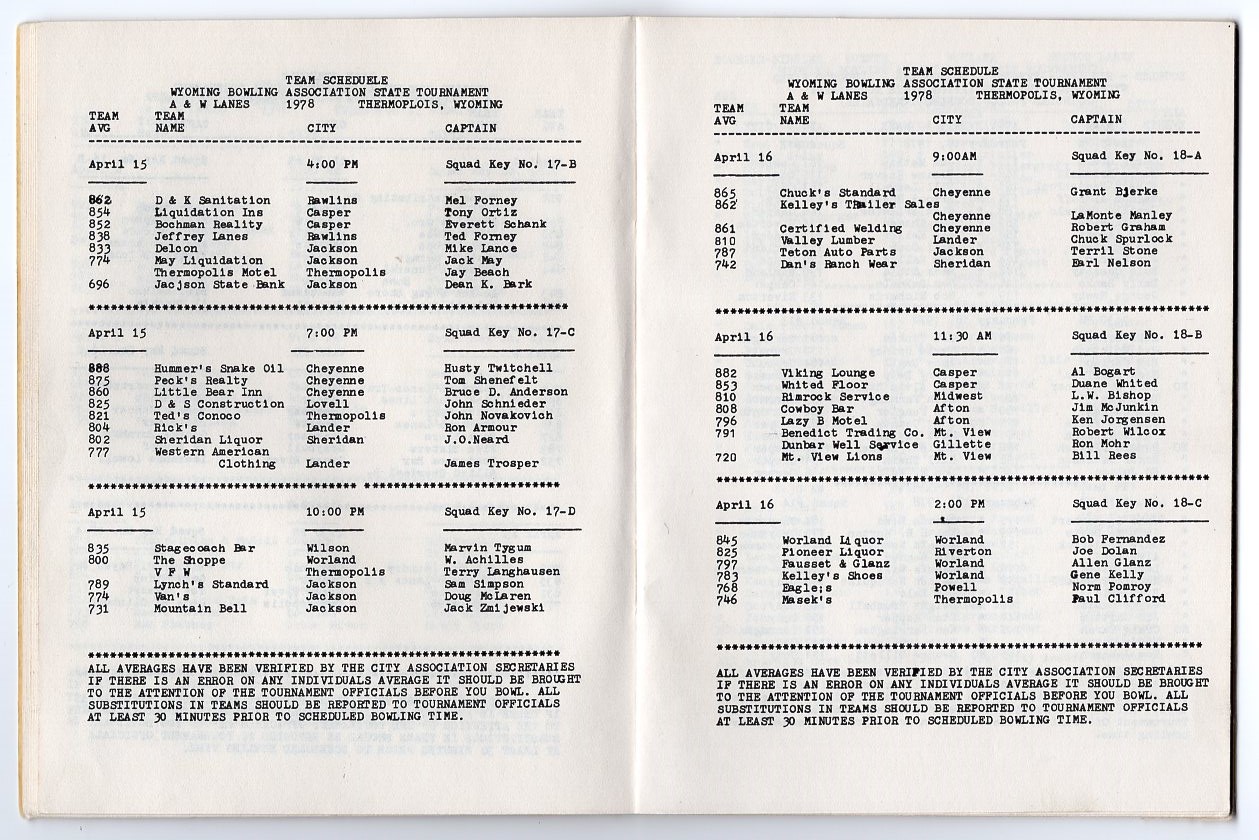 TEAM SCHEDUELE
WYOMING BOWLING ASSOCIATION STATE TOURNAMENT
A & W LANES 1978 THERMOPLOIS, WYOMING
TEAM TEAM
AVG NAME CITY CAPTAIN
April 15 4:00 PM Squad Key No. 17-B
862 D & K Sanitation Rawlins Mel Forney
854 Liquidation Ins Casper Tony Ortiz
852 Bochman Reality Casper Everett Schank
838 Jeffrey Lanes Rawlins Ted Forney
833 Delcon Jackson Mike Lance
774 May Liquidation Jackson Jack May
Thermopolis Motel Thermopolis Jay Beach
696 Jacjson State Bank Jackson Dean K. Bark
April 15 7:00 PM Squad Key No. 17-C
888 Hummer's Snake Oil Cheyenne Husty Twitchell
875 Peck's Realty Cheyenne Tom Shenefelt
860 Little Bear Inn Cheyenne Bruce D. Anderson
825 D & S Construction Lovell John Schnieder
821 Ted's Conoco Thermopolis John Novakovich
804 Rick's Lander Ron Armour
802 Sheridan Liquor Sheridan J.O.Neard
777 Western American
Clothing Lander James Trosper
April 15 10:00 PM Squad Key No. 17-D
835 Stagecoach Bar Wilson Marvin Tygum
800 The Shoppe Worland W. Achilles
V F W Thermopolis Terry Langhausen
789 Lynch's Standard Jackson Sam Simpson
774 Van's Jackson Doug McLaren
731 Mountain Bell Jackson Jack Zmijewski
ALL AVERAGES HAVE BEEN VERIFIED BY THE CITY ASSOCIATION SECRETARIES
IF THERE IS AN ERROR ON ANY INDIVIDUALS AVERAGE IT SHOULD BE BROUGHT
TO THE ATTENTION OF THE TOURNAMENT OFFICIALS BEFORE YOU BOWL. ALL
SUBSTITUTIONS IN TEAMS SHOULD BE REPORTED TO TOURNAMENT OFFICIALS
AT LEAST 30 MINUTES PRIOR TO SCHEDULED BOWLING TIME.
TEAM SCHEDULE
WYOMING BOWLING ASSOCIATION STATE TOURNAMENT
A & W LANES 1978 THERMOPOLIS, WYOMING
TEAM TEAM
AVG NAME CITY CAPTAIN
April 16 9:00AM Squad Key No. 18-A
865 Chuck's Standard Cheyenne Grant Bjerke
862 Kelley's Trailer Sales
Cheyenne LaMonte Manley
861 Certified Welding Cheyenne Robert Graham
810 Valley Lumber Lander Chuck Spurlock
787 Teton Auto Parts Jackson Terril Stone
742 Dan's Ranch Wear Sheridan Earl Nelson
April 16 11:30 AM Squad Key No. 18-B
882 Viking Lounge Casper Al Bogart
853 Whited Floor Casper Duane Whited
810 Rimrock Service Midwest L.W. Bishop
808 Cowboy Bar Afton Jim McJunkin
796 Lazy B Motel Afton Ken Jorgensen
791 Benedict Trading Co. Mt. View Robert Wilcox
Dunbar Well Service Gillette Ron Mohr
720 Mt. View Lions Mt. View Bill Rees
April 16 2:00 PM Squad Key No. 18-C
845 Worland Liquor Worland Bob Fernandez
825 Pioneer Liquor Riverton Joe Dolan
797 Fausset & Glanz Worland Allen Glanz
783 Kelley's Shoes Worland Gene Kelly
768 Eagle;s Powell Norm Pomroy
746 Masek's Thermopolis Paul Clifford
ALL AVERAGES HAVE BEEN VERIFIED BY THE CITY ASSOCIATION SECRETARIES
IF THERE IS AN ERROR ON ANY INDIVIDUALS AVERAGE IT SHOULD BE BROUGHT
TO THE ATTENTION OF THE TOURNAMENT OFFICIALS BEFORE YOU BOWL. ALL
SUBSTITUTIONS IN TEAMS SHOULD BE REPORTED TO TOURNAMENT OFFICIALS
AT LEAST 30 MINUTES PRIOR TO SCHEDULED BOWLING TIME.